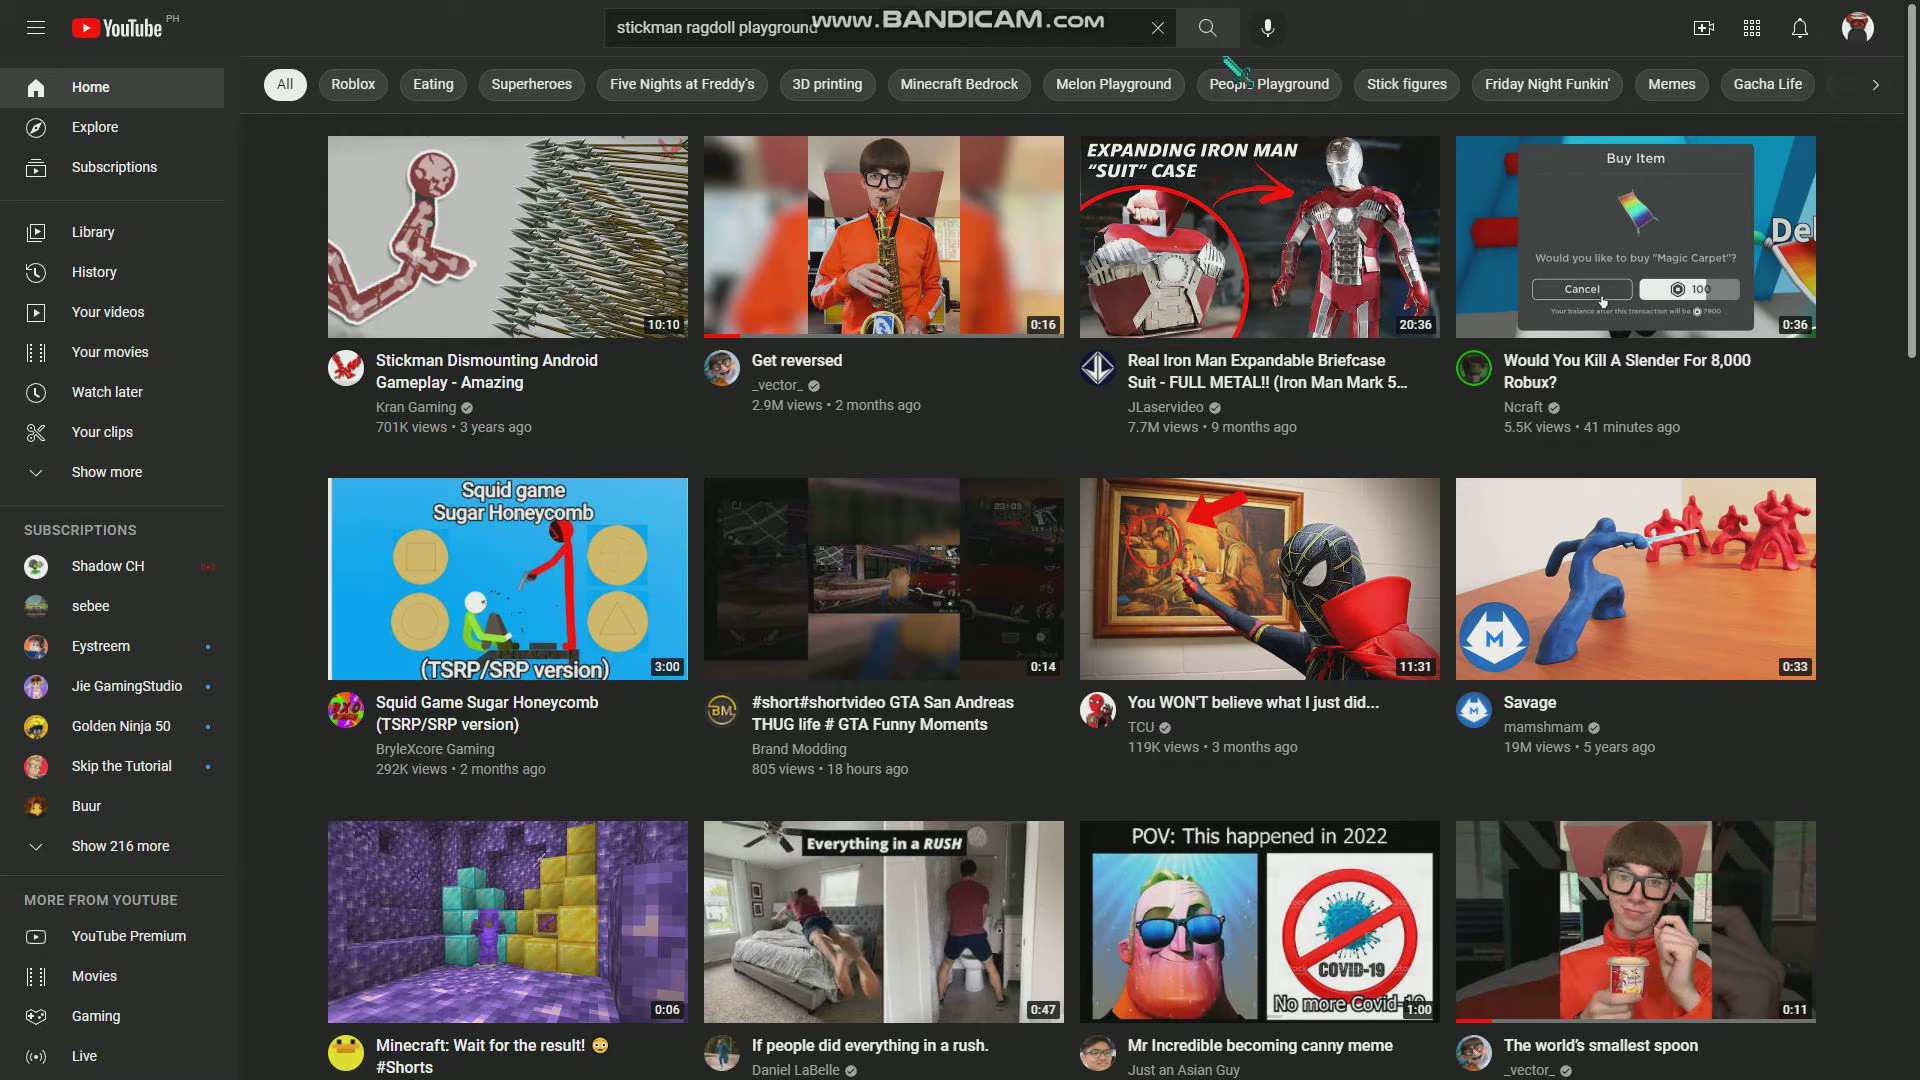 YouTube PH
stickman ragdoll playground
www.BANDICAM.com
Home
Explore
Subscriptions
Library
History
Your videos
Your movies
Watch later
Your clips
Show more
SUBSCRIPTIONS
Shadow CH
sebee
Eystreem
Jie GamingStudio
Golden Ninja 50
Skip the Tutorial
Buur
Show 216 more
MORE FROM YOUTUBE
YouTube Premium
Movies
Gaming
Live
All
Roblox
Eating
Superheroes
Five Nights at Freddy's
3D printing
Minecraft Bedrock
Melon Playground
People Playground
Stick figures
Friday Night Funkin'
Memes
Gacha Life
10:10
Stickman Dismounting Android
Gameplay - Amazing
Kran Gaming
701K views • 3 years ago
0:16
Get reversed
_vector_
2.9M views • 2 months ago
EXPANDING IRON MAN
"SUIT" CASE
20:36
Real Iron Man Expandable Briefcase
Suit - FULL METAL!! (Iron Man Mark 5...
JLaservideo
7.7M views • 9 months ago
Buy Item
Del
Would you like to buy "Magic Carpet"?
Cancel
100
Your balance after this transaction will be 7900
0:36
Would You Kill A Slender For 8,000
Robux?
Ncraft
5.5K views • 41 minutes ago
Squid game
Sugar Honeycomb
(TSRP/SRP version)
3:00
Squid Game Sugar Honeycomb
(TSRP/SRP version)
BryleXcore Gaming
292K views • 2 months ago
0:14
BM
#short#shortvideo GTA San Andreas
THUG life # GTA Funny Moments
Brand Modding
805 views • 18 hours ago
11:31
You WON'T believe what I just did...
TCU
119K views • 3 months ago
M
0:33
Savage
mamshmam
19M views • 5 years ago
0:06
Minecraft: Wait for the result! 😳
#Shorts
Everything in a RUSH
0:47
If people did everything in a rush.
Daniel LaBelle
POV: This happened in 2022
COVID-19
No more Covid-19
1:00
Mr Incredible becoming canny meme
Just an Asian Guy
0:11
The world's smallest spoon
_vector_